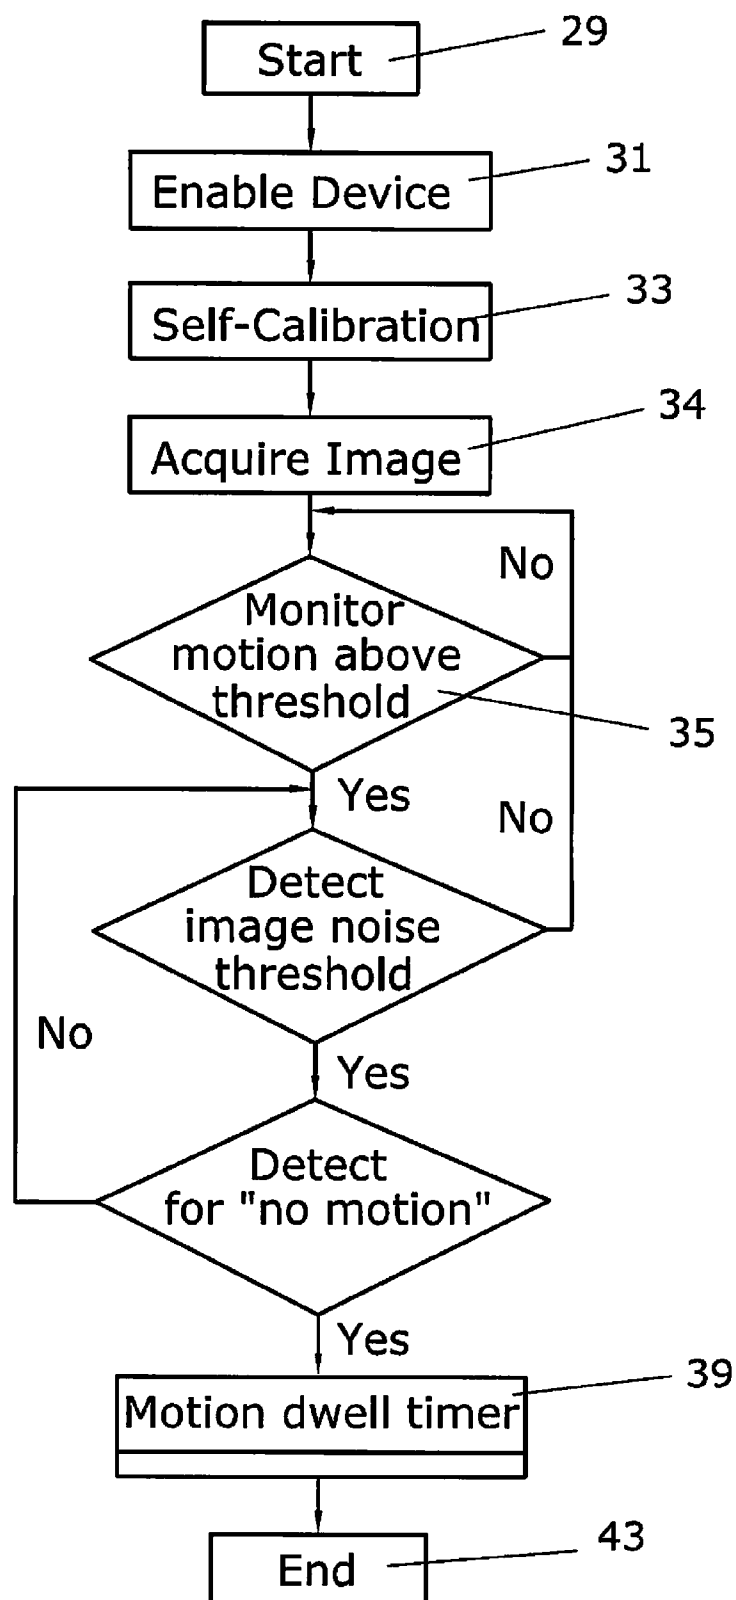 Start
29
Enable Device
31
Self-Calibration
33
Acquire Image
34
No
Monitor
motion above
threshold
35
Yes
No
Detect
image noise
threshold
No
Yes
Detect
for "no motion"
Yes
Motion dwell timer
39
End
43